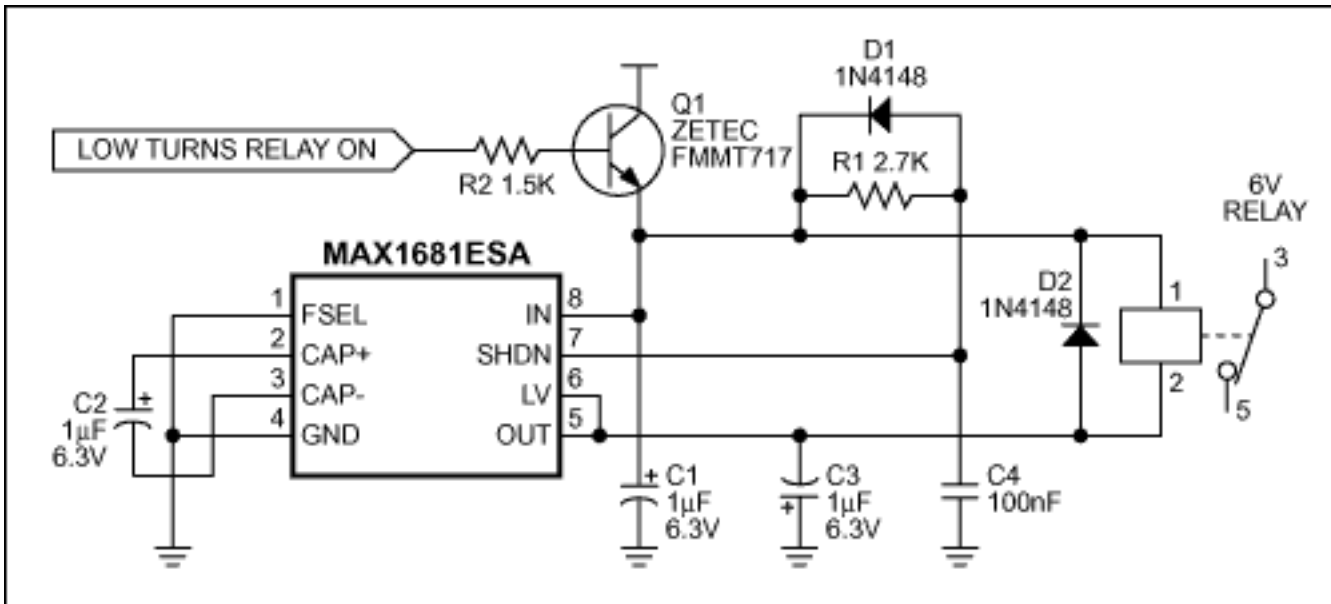 D1
1N4148
Q1
ZETEC
FMMT717
LOW TURNS RELAY ON
R2 1.5K
R1 2.7K
6V
RELAY
MAX1681ESA
1 FSEL IN 8
2 CAP+ SHDN 7
3 CAP- LV 6
4 GND OUT 5
C2
1µF
6.3V
+
D2
1N4148
1
2
3
5
+ C1
1µF
6.3V
C3
1µF
+
6.3V
C4
100nF